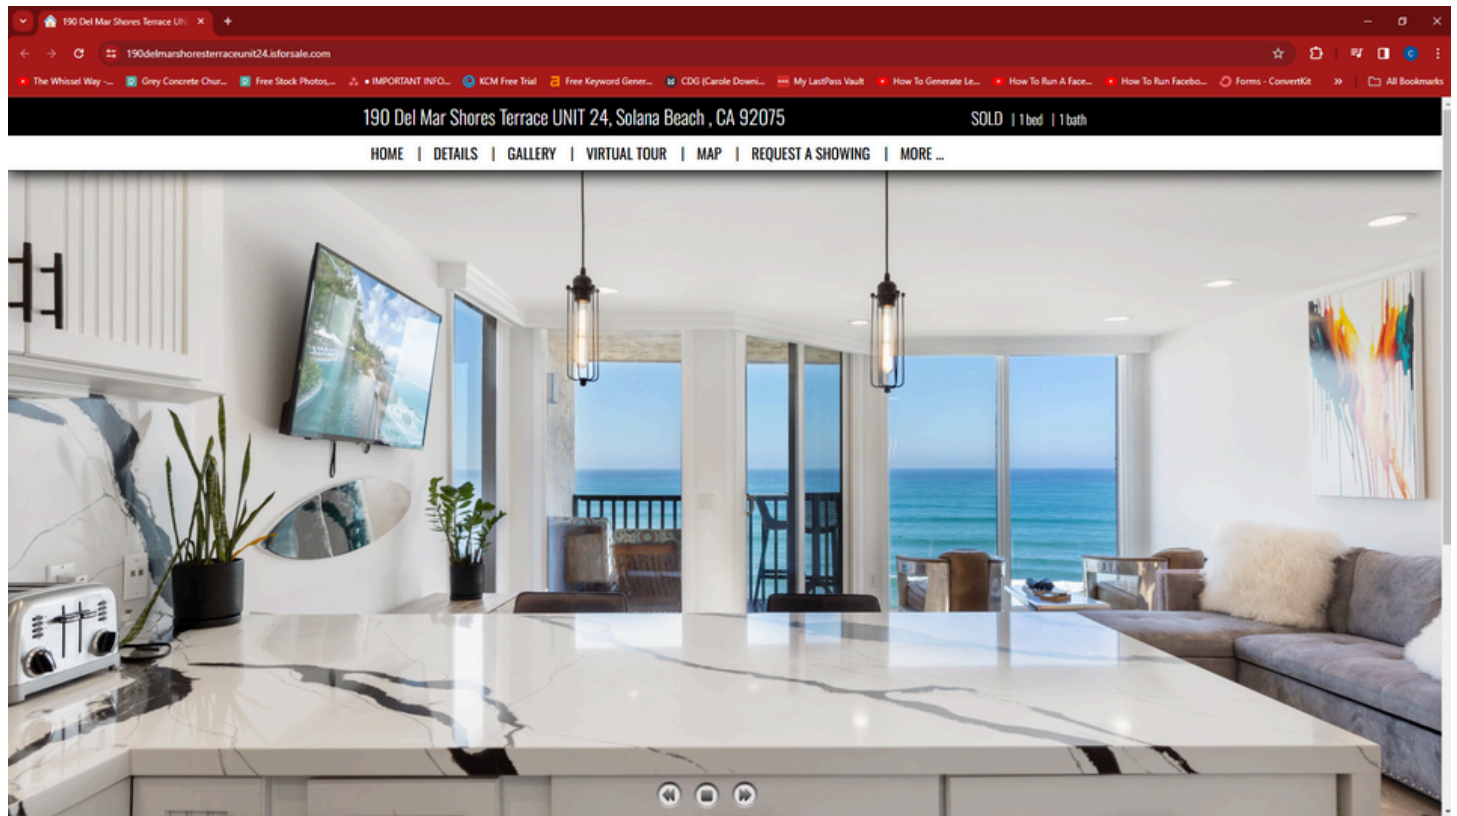 190 Del Mar Shores Terrace UN
190delmarshoresterraceunit24.isforsale.com
The Whissel Way -... Grey Concrete Chur... Free Stock Photos,... • IMPORTANT INFO... KCM Free Trial Free Keyword Gener... CDG (Carole Downi... My LastPass Vault How To Generate Le... How To Run A Face... How To Run Facebo... Forms - ConvertKit » All Bookmarks
190 Del Mar Shores Terrace UNIT 24, Solana Beach , CA 92075 SOLD | 1 bed | 1 bath
HOME | DETAILS | GALLERY | VIRTUAL TOUR | MAP | REQUEST A SHOWING | MORE ...